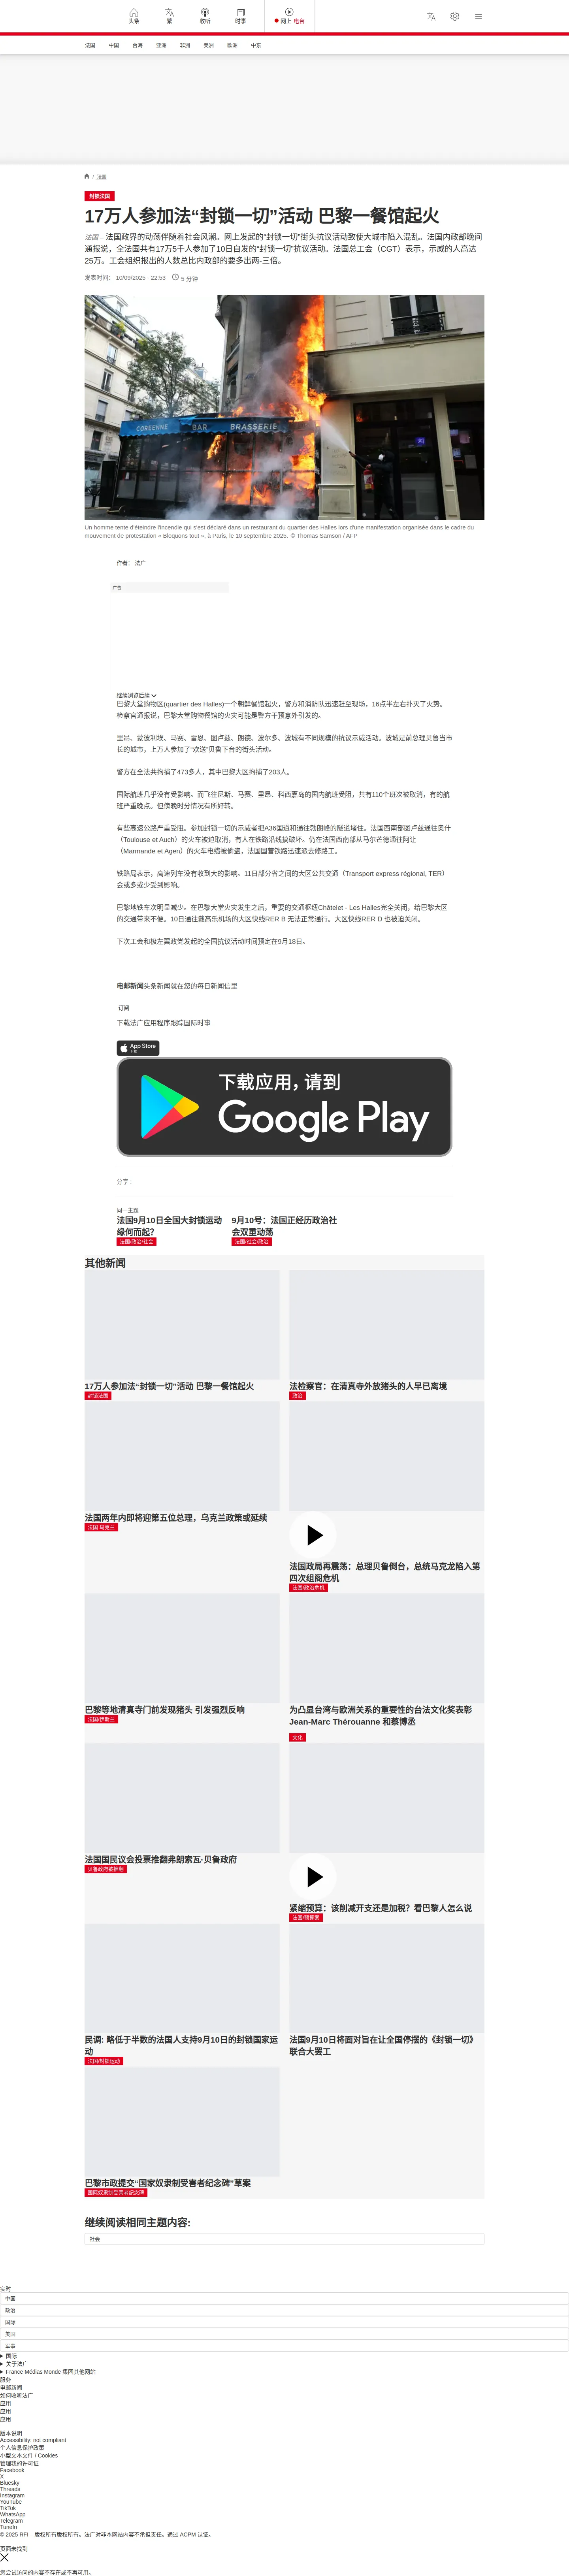 头条
繁
收听
时事
网上 电台
法国
中国
台海
亚洲
非洲
美洲
欧洲
中东
/ 法国
封锁法国
17万人参加法“封锁一切”活动 巴黎一餐馆起火
法国 – 法国政界的动荡伴随着社会风潮。网上发起的“封锁一切”街头抗议活动致使大城市陷入混乱。法国内政部晚间
通报说，全法国共有17万5千人参加了10日自发的“封锁一切”抗议活动。法国总工会（CGT）表示，示威的人高达
25万。工会组织报出的人数总比内政部的要多出两-三倍。
发表时间： 10/09/2025 - 22:53 5 分钟
COREENNE BAR BRASSERIE
Un homme tente d'éteindre l'incendie qui s'est déclaré dans un restaurant du quartier des Halles lors d'une manifestation organisée dans le cadre du
mouvement de protestation « Bloquons tout », à Paris, le 10 septembre 2025. © Thomas Samson / AFP
作者： 法广
广告
继续浏览后续
巴黎大堂购物区(quartier des Halles)一个朝鲜餐馆起火，警方和消防队迅速赶至现场，16点半左右扑灭了火势。
检察官通报说，巴黎大堂购物餐馆的火灾可能是警方干预意外引发的。
里昂、蒙彼利埃、马赛、雷恩、图卢兹、朗德、波尔多、波城有不同规模的抗议示威活动。波城是前总理贝鲁当市
长的城市，上万人参加了“欢送”贝鲁下台的街头活动。
警方在全法共拘捕了473多人，其中巴黎大区拘捕了203人。
国际航班几乎没有受影响。而飞往尼斯、马赛、里昂、科西嘉岛的国内航班受阻，共有110个班次被取消，有的航
班严重晚点。但傍晚时分情况有所好转。
有些高速公路严重受阻。参加封锁一切的示威者把A36国道和通往勃朗峰的隧道堵住。法国西南部图卢兹通往奥什
（Toulouse et Auch）的火车被迫取消，有人在铁路沿线搞破坏。仍在法国西南部从马尔芒德通往阿让
（Marmande et Agen）的火车电缆被偷盗，法国国营铁路迅速派去修路工。
铁路局表示，高速列车没有收到大的影响。11日部分省之间的大区公共交通（Transport express régional, TER）
会或多或少受到影响。
巴黎地铁车次明显减少。在巴黎大堂火灾发生之后，重要的交通枢纽Châtelet - Les Halles完全关闭，给巴黎大区
的交通带来不便。10日通往戴高乐机场的大区快线RER B 无法正常通行。大区快线RER D 也被迫关闭。
下次工会和极左翼政党发起的全国抗议活动时间预定在9月18日。
电邮新闻头条新闻就在您的每日新闻信里
订阅
下载法广应用程序跟踪国际时事
App Store
下载
下载应用，请到
Google Play
分享 :
同一主题
法国9月10日全国大封锁运动
缘何而起？
法国/政治/社会
9月10号：法国正经历政治社
会双重动荡
法国/社会/政治
其他新闻
17万人参加法“封锁一切”活动 巴黎一餐馆起火
封锁法国
法检察官：在清真寺外放猪头的人早已离境
政治
法国两年内即将迎第五位总理，乌克兰政策或延续
法国 乌克兰
法国政局再震荡：总理贝鲁倒台，总统马克龙陷入第
四次组阁危机
法国/政治危机
巴黎等地清真寺门前发现猪头 引发强烈反响
法国/伊斯兰
为凸显台湾与欧洲关系的重要性的台法文化奖表彰
Jean-Marc Thérouanne 和蔡博丞
文化
法国国民议会投票推翻弗朗索瓦·贝鲁政府
贝鲁政府被推翻
紧缩预算：该削减开支还是加税？看巴黎人怎么说
法国/预算案
民调: 略低于半数的法国人支持9月10日的封锁国家运
动
法国/封锁运动
法国9月10日将面对旨在让全国停摆的《封锁一切》
联合大罢工
巴黎市政提交“国家奴隶制受害者纪念碑”草案
国际奴隶制受害者纪念碑
继续阅读相同主题内容:
社会
实时
中国
政治
国际
美国
军事
国际
关于法广
France Médias Monde 集团其他网站
服务
电邮新闻
如何收听法广
应用
应用
应用
版本说明
Accessibility: not compliant
个人信息保护政策
小型文本文件 / Cookies
管理我的许可证
Facebook
X
Bluesky
Threads
Instagram
YouTube
TikTok
WhatsApp
Telegram
TuneIn
© 2025 RFI – 版权所有版权所有。法广对非本网站内容不承担责任。通过 ACPM 认证。
页面未找到
您尝试访问的内容不存在或不再可用。